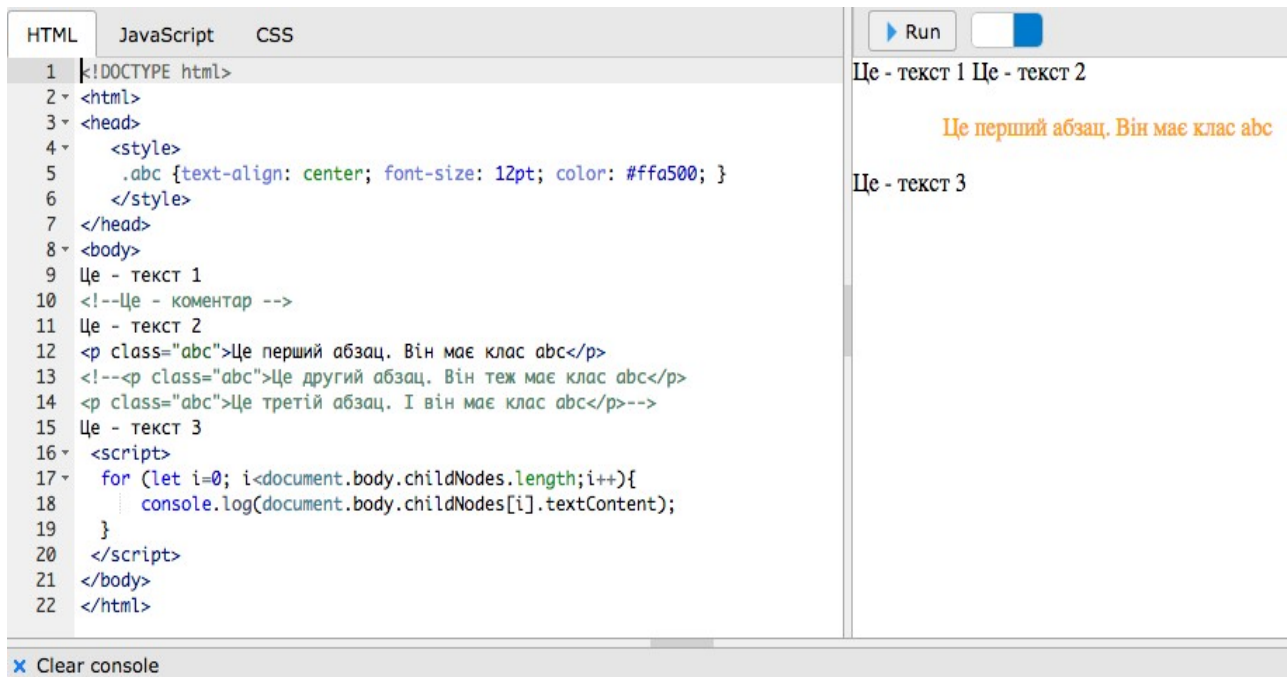 HTML JavaScript CSS
Run
1 <!DOCTYPE html>
2 <html>
3 <head>
4 <style>
5 .abc {text-align: center; font-size: 12pt; color: #ffa500; }
6 </style>
7 </head>
8 <body>
9 Це - текст 1
10 <!--Це - коментар -->
11 Це - текст 2
12 <p class="abc">Це перший абзац. Він має клас abc</p>
13 <!--<p class="abc">Це другий абзац. Він теж має клас abc</p>
14 <p class="abc">Це третій абзац. І він має клас abc</p>-->
15 Це - текст 3
16 <script>
17 for (let i=0; i<document.body.childNodes.length;i++){
18 console.log(document.body.childNodes[i].textContent);
19 }
20 </script>
21 </body>
22 </html>
Це - текст 1 Це - текст 2
Це перший абзац. Він має клас abc
Це - текст 3
x Clear console